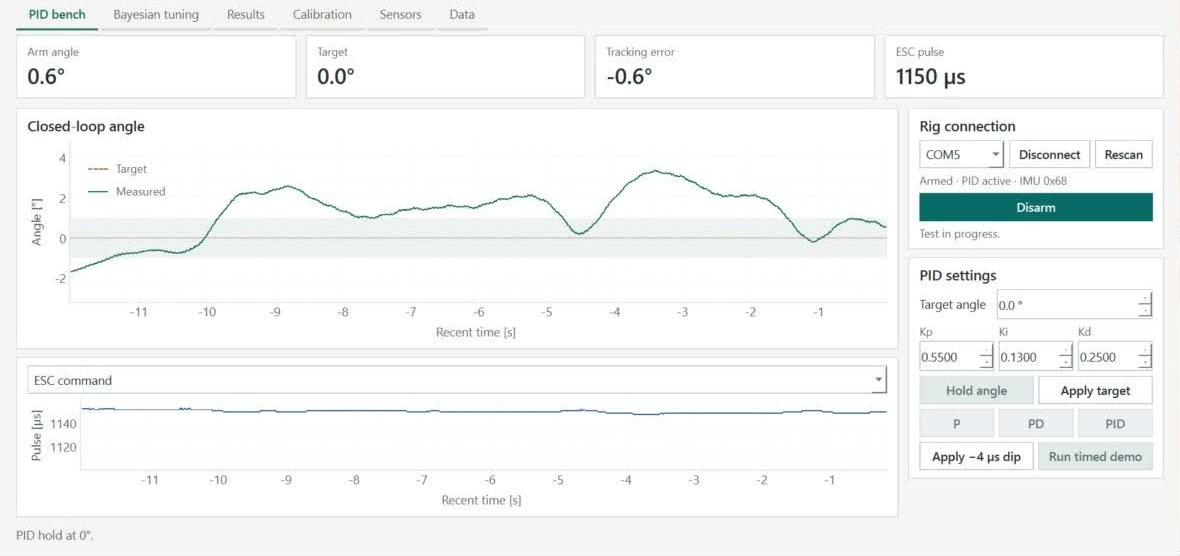 PID bench Bayesian tuning Results Calibration Sensors Data
Arm angle
0.6°
Target
0.0°
Tracking error
-0.6°
ESC pulse
1150 µs
Closed-loop angle
Target
Measured
Angle [°]
4
2
0
-2
-11 -10 -9 -8 -7 -6 -5 -4 -3 -2 -1
Recent time [s]
ESC command
Pulse [µs]
1140
1120
-11 -10 -9 -8 -7 -6 -5 -4 -3 -2 -1
Recent time [s]
Rig connection
COM5 Disconnect Rescan
Armed · PID active · IMU 0x68
Disarm
Test in progress.
PID settings
Target angle 0.0 °
Kp Ki Kd
0.5500 0.1300 0.2500
Hold angle Apply target
P PD PID
Apply −4 µs dip Run timed demo
PID hold at 0°.